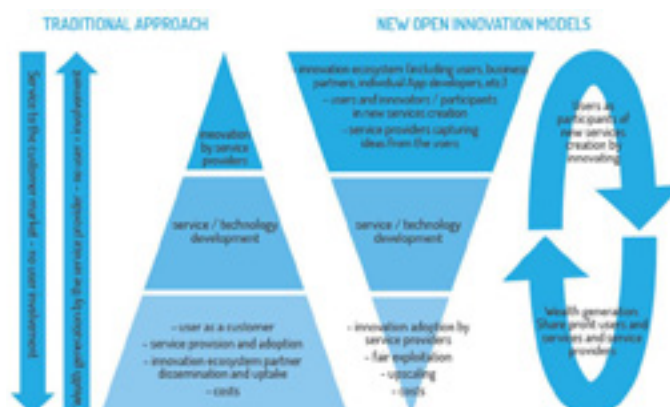 TRADITIONAL APPROACH
NEW OPEN INNOVATION MODELS
Service to the customer market - no user involvement
Wealth generation by the service provider - no user - involvement
innovation
by service
providers
service / technology
development
- user as a customer
- service provision and adoption
- innovation ecosystem partner
dissemination and uptake
- costs
- innovation ecosystem (including users, business
partners, individual App developers, etc.)
- users and innovators / participants
in new services creation
- service providers capturing
ideas from the users
service / technology
development
- innovation adoption by
service providers
- fair exploitation
- upscaling
- costs
Users as
participants of
new services
creation by
innovating
Wealth generation.
Share profit users and
services and service
providers